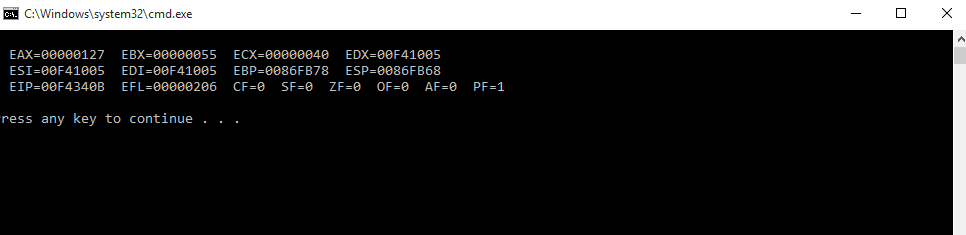 C:\Windows\system32\cmd.exe
EAX=00000127 EBX=00000055 ECX=00000040 EDX=00F41005
ESI=00F41005 EDI=00F41005 EBP=0086FB78 ESP=0086FB68
EIP=00F4340B EFL=00000206 CF=0 SF=0 ZF=0 OF=0 AF=0 PF=1
ress any key to continue . . .